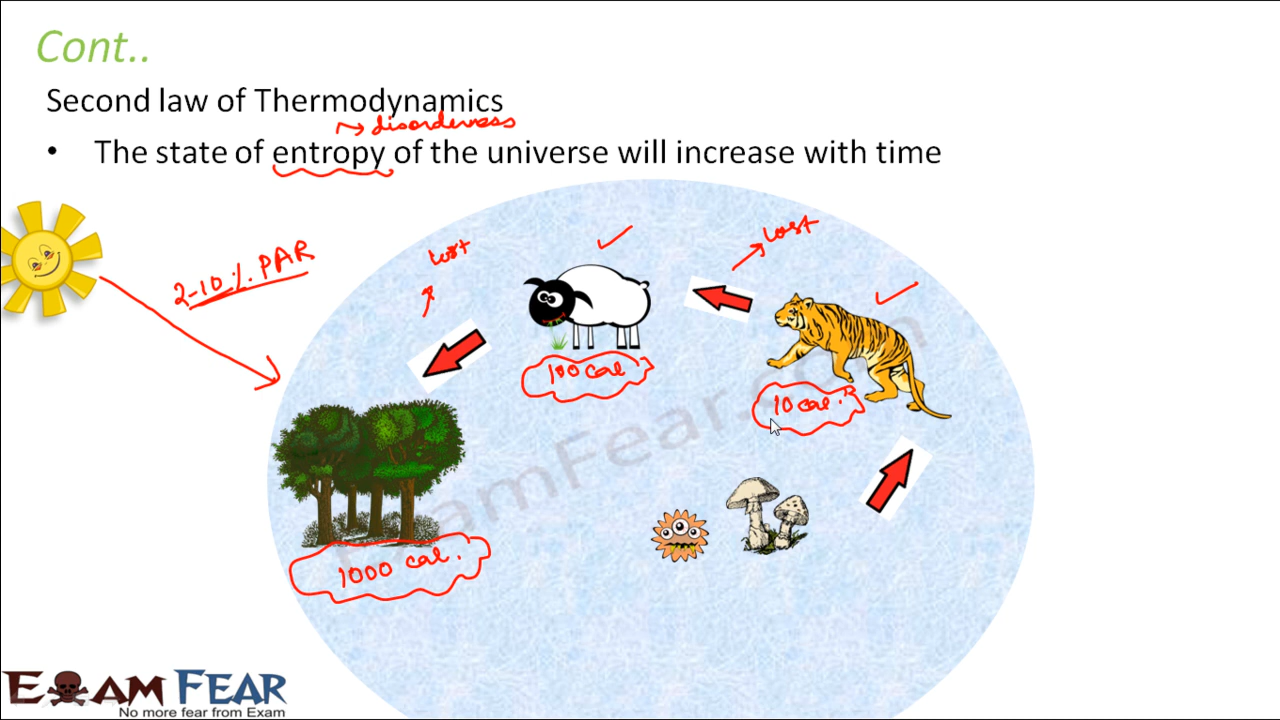 Cont..
Second law of Thermodynamics
→ disorderness
• The state of entropy of the universe will increase with time
2-10 % PAR
lost
lost
100 cal
10 cal.
1000 cal.
ExamFear.com
EXAM FEAR
No more fear from Exam